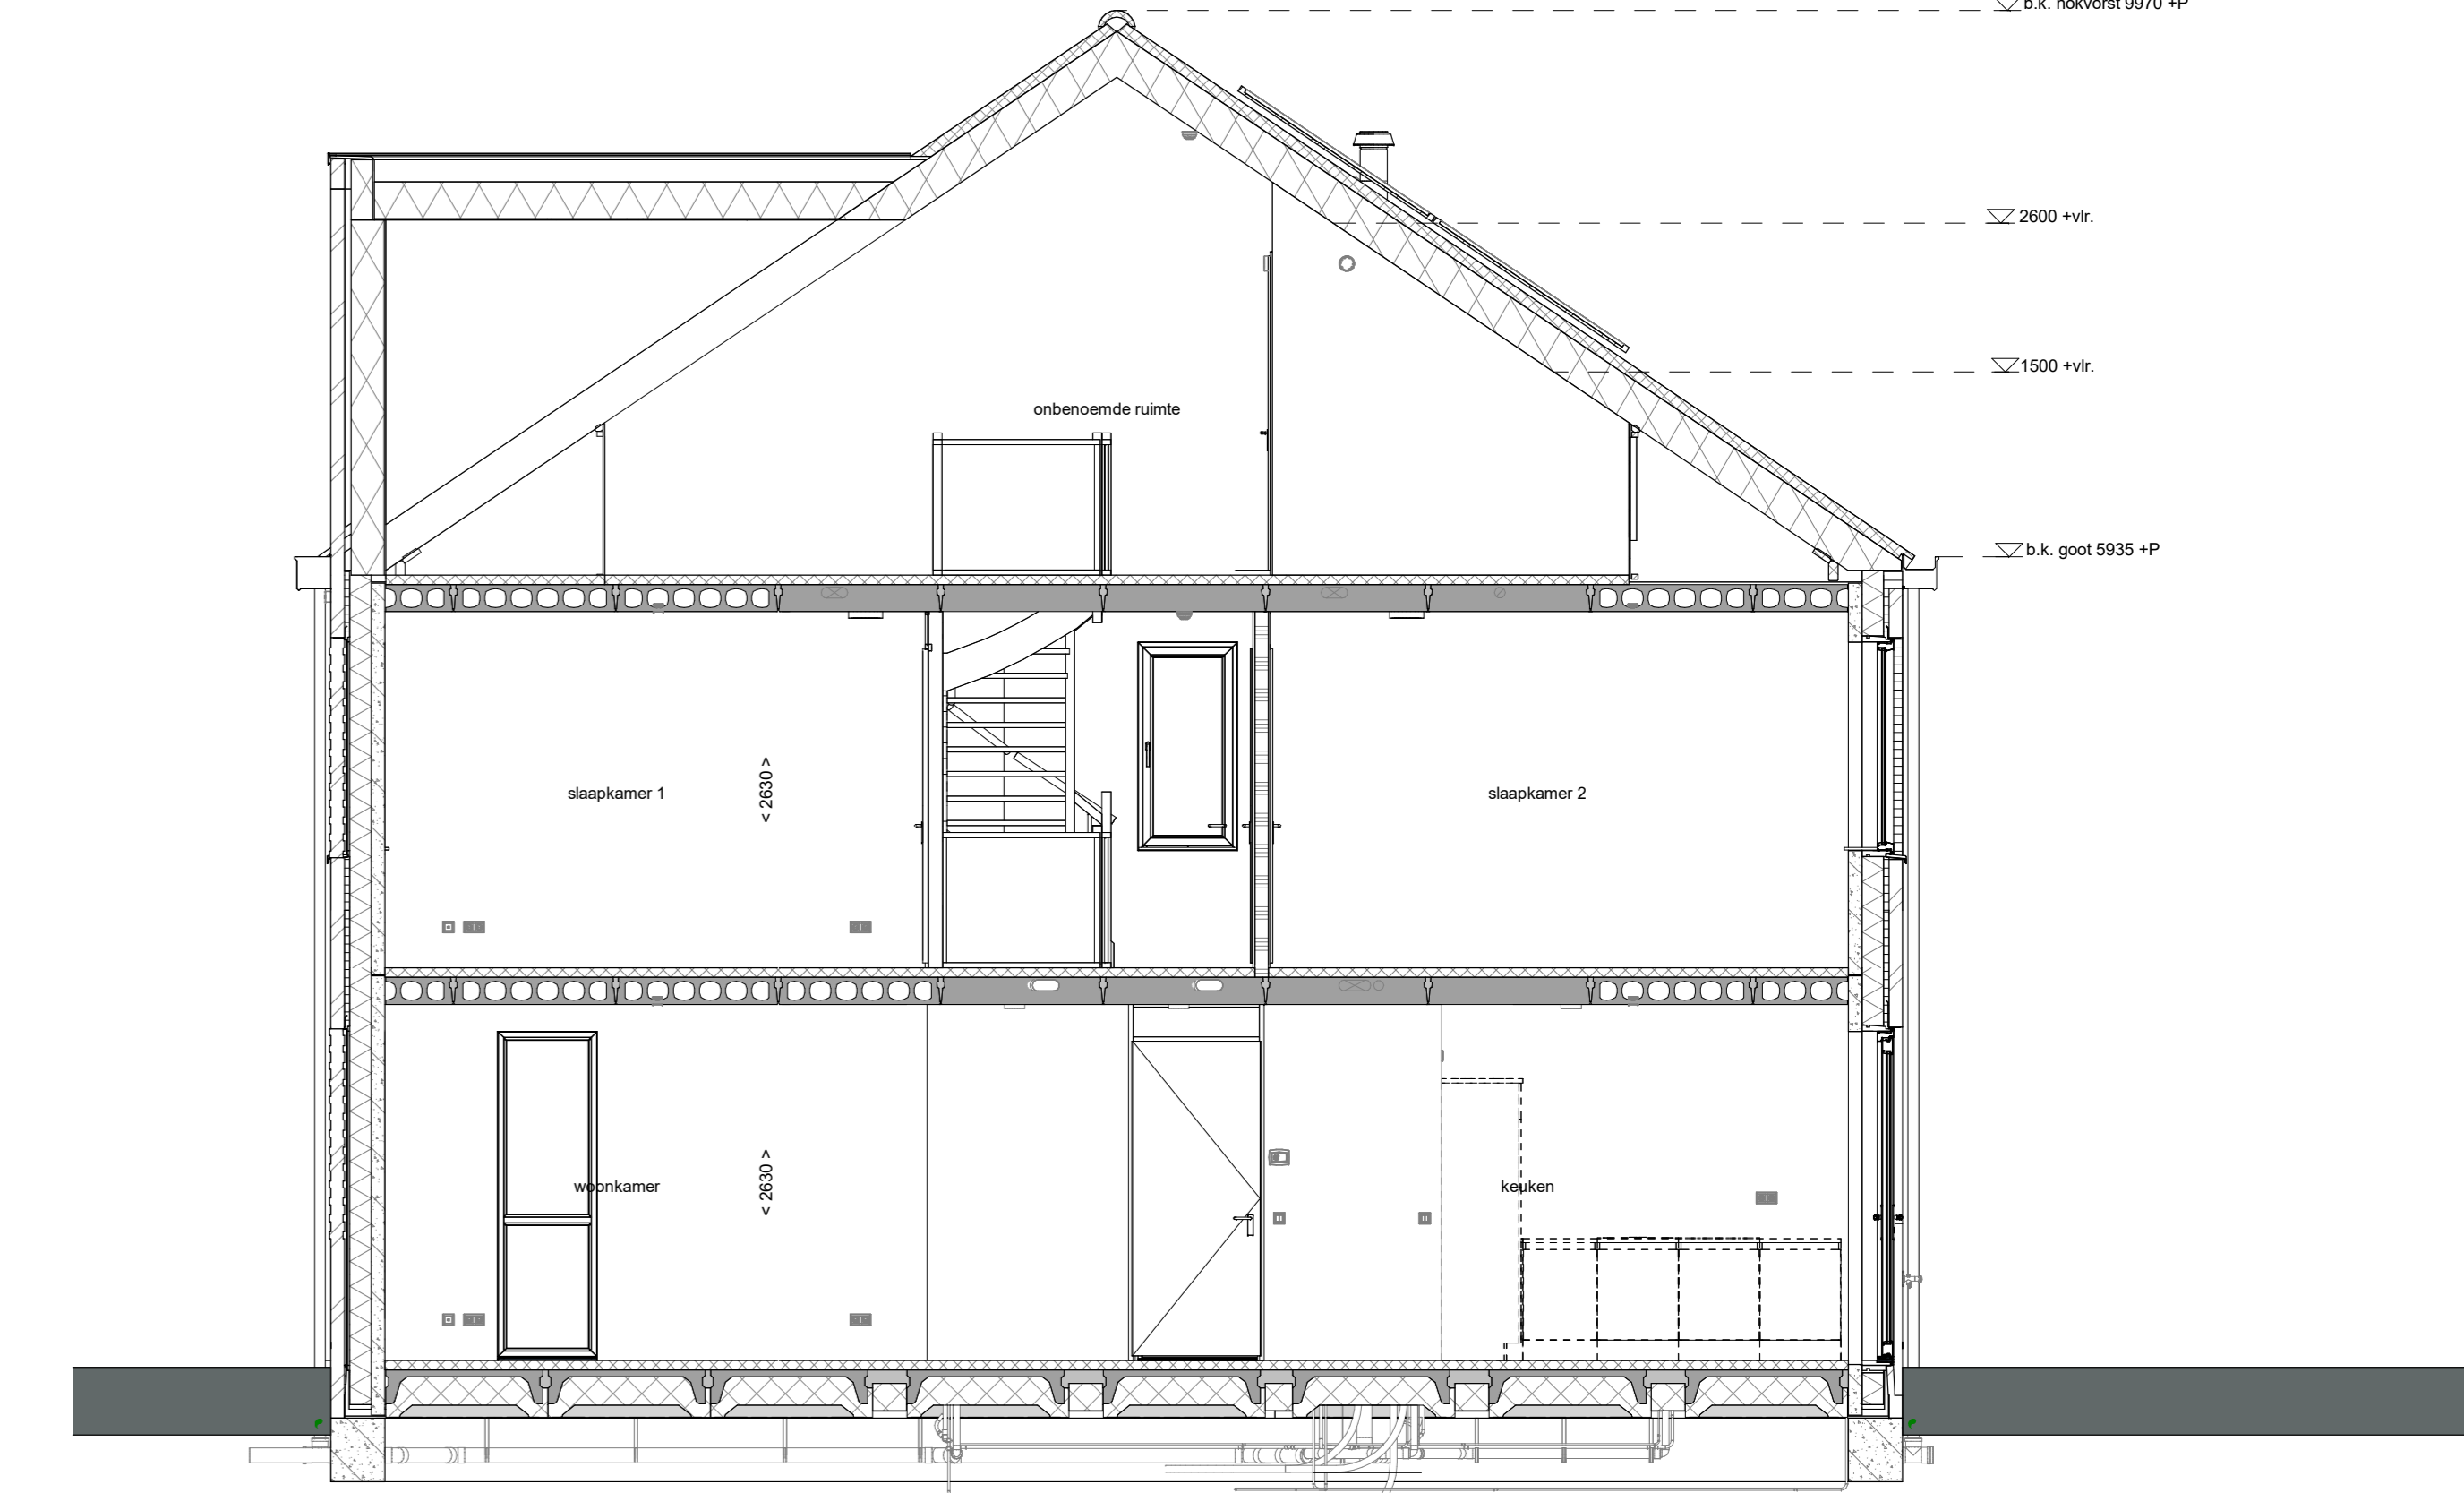 b.k. nokvorst 9970 +P
2600 +vlr.
1500 +vlr.
onbenoemde ruimte
b.k. goot 5935 +P
slaapkamer 1
< 2630 >
slaapkamer 2
woonkamer
< 2630 >
keuken